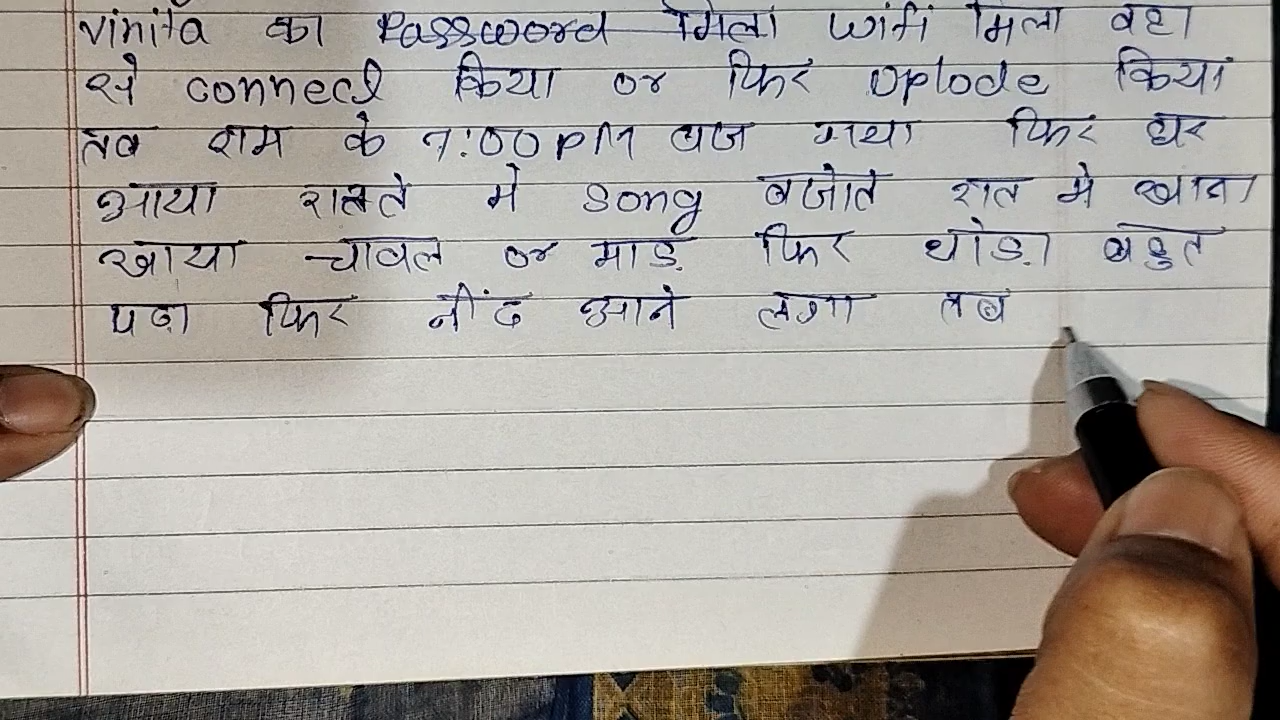 vinita का Password मिला wifi मिला वहा
से connect किया or फिर uplode किया
तब शाम के 7:00 pm बज गया फिर घर
आया रास्ते मे song बजाते रात मे खाना
खाया चावल or माड़ फिर थोड़ा बहुत
पढा फिर नींद आने लगा तब